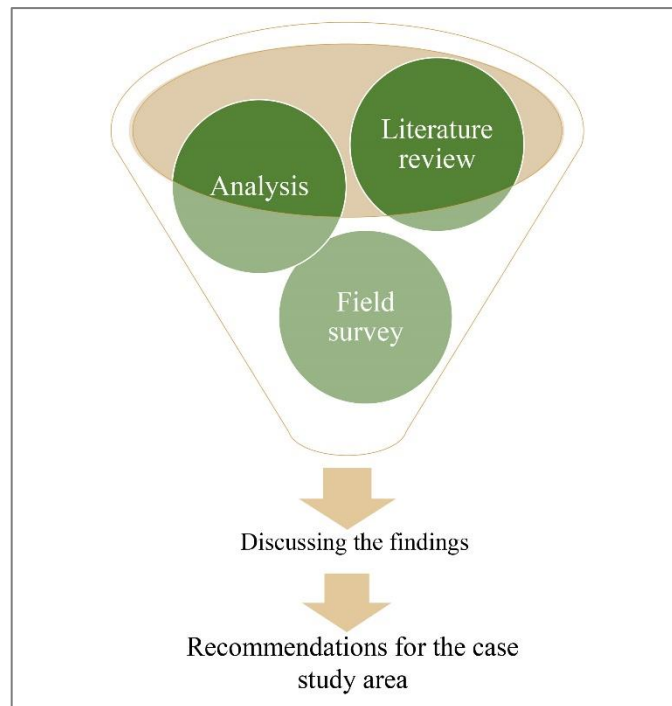 Literature
review
Analysis
Field
survey
Discussing the findings
Recommendations for the case
study area